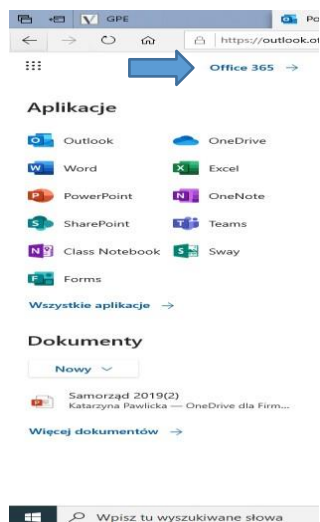 GPE
Po
https://outlook.of
Office 365 →
Aplikacje
Outlook
OneDrive
Word
Excel
PowerPoint
OneNote
SharePoint
Teams
Class Notebook
Sway
Forms
Wszystkie aplikacje →
Dokumenty
Nowy
Samorząd 2019(2)
Katarzyna Pawlicka — OneDrive dla Firm...
Więcej dokumentów →
Wpisz tu wyszukiwane słowa